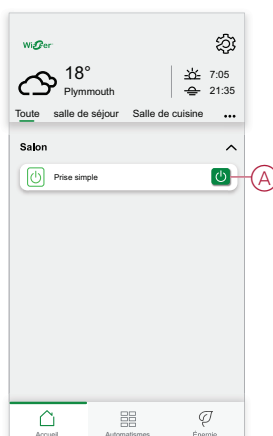 Wiser
18°
Plymmouth
7:05
21:35
Toute salle de séjour Salle de cuisine •••
Salon
Prise simple
A
Accueil Automatismes Énergie